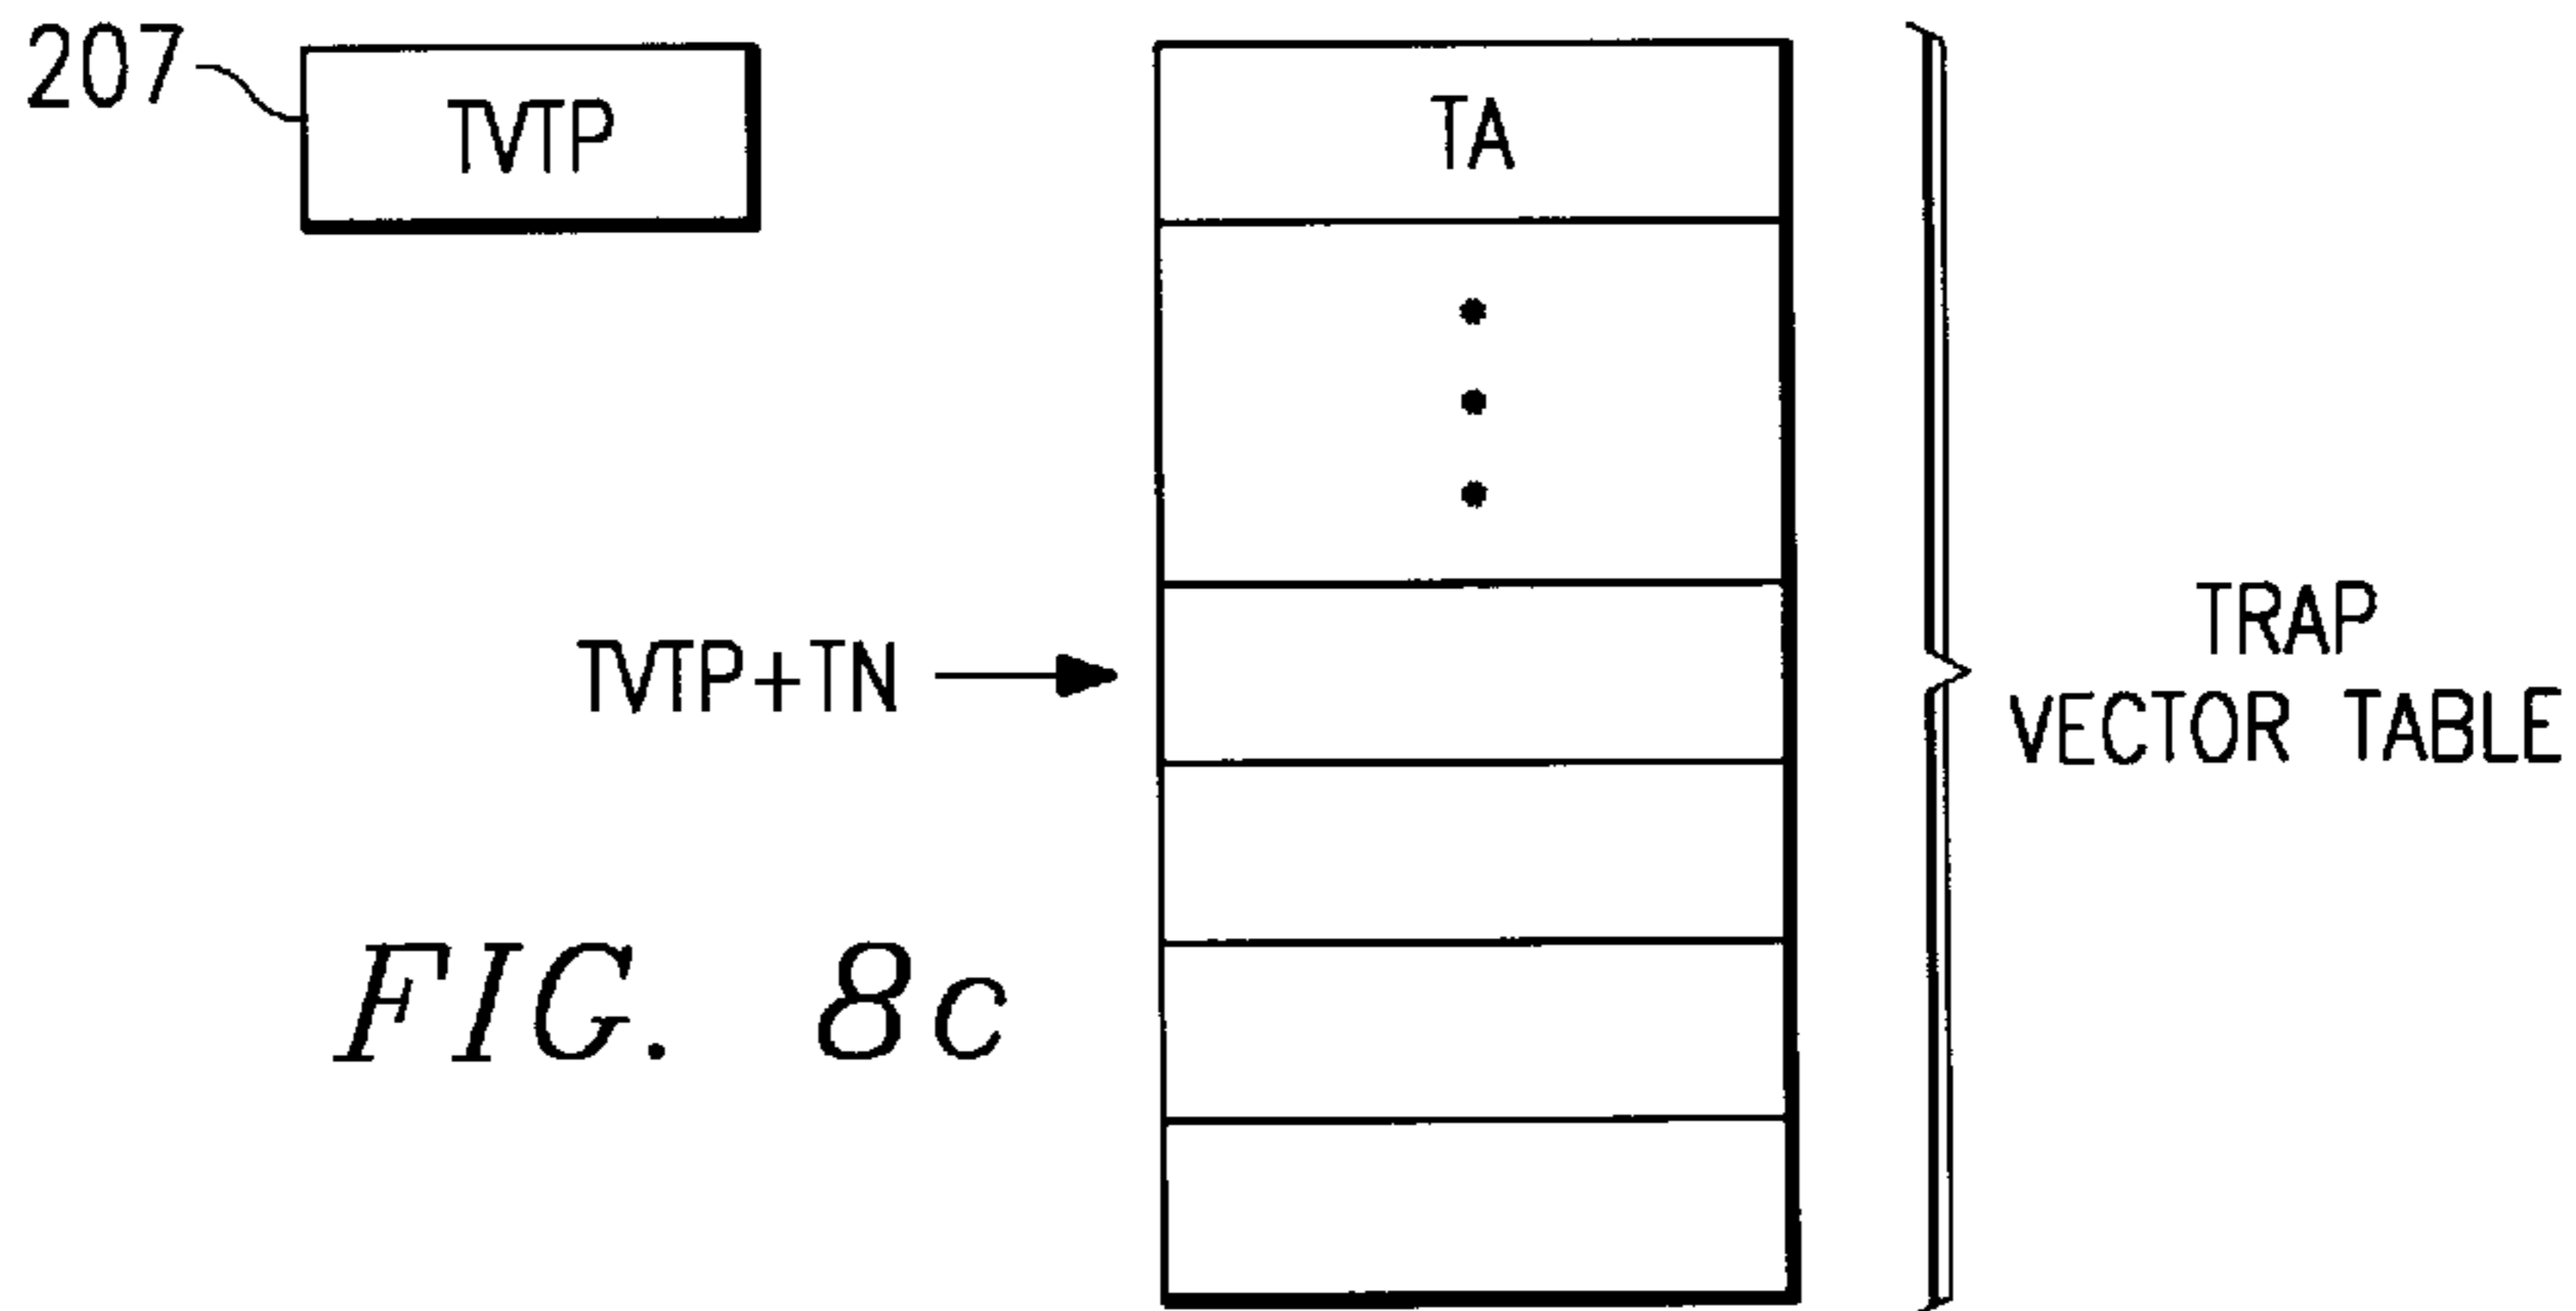 207
TVTP
TA
TVTP+TN
TRAP
VECTOR TABLE
FIG. 8c